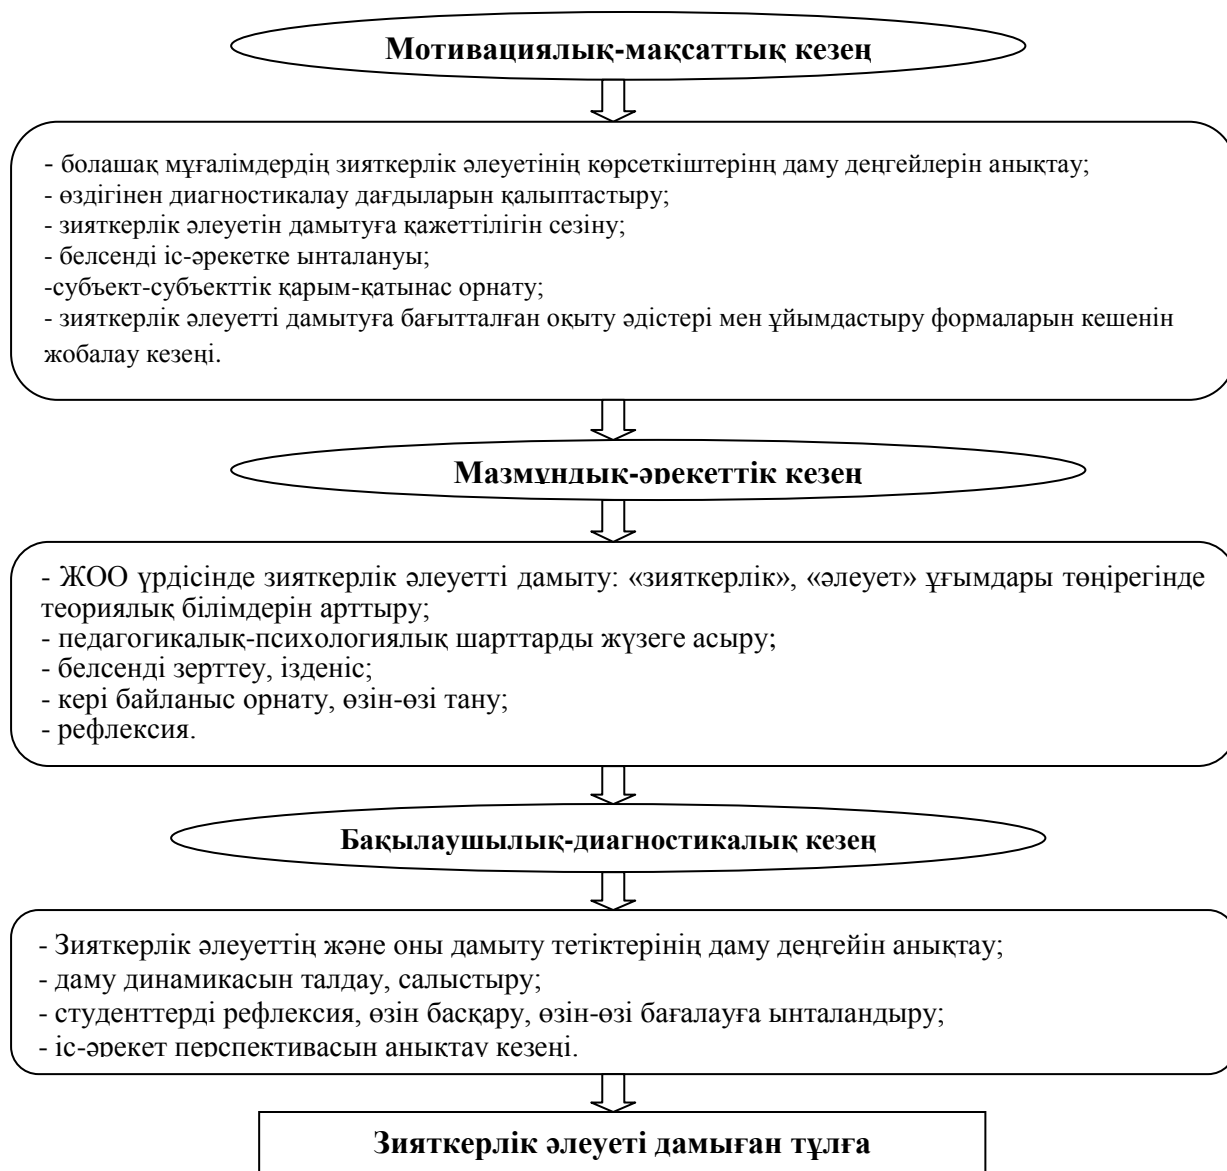 Мотивациялық-мақсаттық кезең
- болашақ мұғалімдердің зияткерлік әлеуетінің көрсеткіштерінң даму деңгейлерін анықтау;
- өздігінен диагностикалау дағдыларын қалыптастыру;
- зияткерлік әлеуетін дамытуға қажеттілігін сезіну;
- белсенді іс-әрекетке ынталануы;
-субъект-субъекттік қарым-қатынас орнату;
- зияткерлік әлеуетті дамытуға бағытталған оқыту әдістері мен ұйымдастыру формаларын кешенін
жобалау кезеңі.
Мазмұндық-әрекеттік кезең
- ЖОО үрдісінде зияткерлік әлеуетті дамыту: «зияткерлік», «әлеует» ұғымдары төңірегінде
теориялық білімдерін арттыру;
- педагогикалық-психологиялық шарттарды жүзеге асыру;
- белсенді зерттеу, ізденіс;
- кері байланыс орнату, өзін-өзі тану;
- рефлексия.
Бақылаушылық-диагностикалық кезең
- Зияткерлік әлеуеттің және оны дамыту тетіктерінің даму деңгейін анықтау;
- даму динамикасын талдау, салыстыру;
- студенттерді рефлексия, өзін басқару, өзін-өзі бағалауға ынталандыру;
- іс-әрекет перспективасын анықтау кезеңі.
Зияткерлік әлеуеті дамыған тұлға